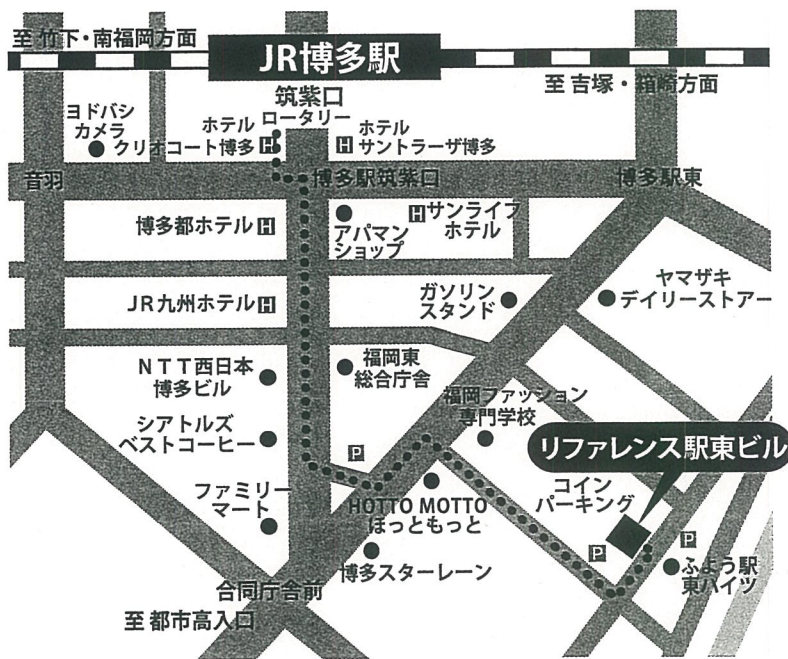 至 竹下・南福岡方面
JR博多駅
至 吉塚・箱崎方面
筑紫口
ロータリー
ヨドバシ
カメラ
ホテル
クリオコート博多 H
H ホテル
サントラーザ博多
音羽
博多駅筑紫口
博多駅東
博多都ホテル H
アパマン
ショップ
H サンライフ
ホテル
JR九州ホテル H
ガソリン
スタンド
ヤマザキ
デイリーストアー
NTT西日本
博多ビル
福岡東
総合庁舎
福岡ファッション
専門学校
シアトルズ
ベストコーヒー
P
リファレンス駅東ビル
ファミリー
マート
HOTTO MOTTO
ほっともっと
コイン
パーキング
P
P
博多スターレーン
ふよう駅
東ハイツ
合同庁舎前
至 都市高入口